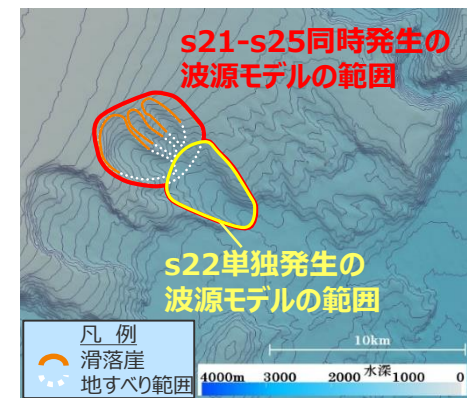 s21-s25同時発生の
波源モデルの範囲
s22単独発生の
波源モデルの範囲
凡 例
滑落崖
地すべり範囲
10km
4000m 3000 2000 水深 1000 0